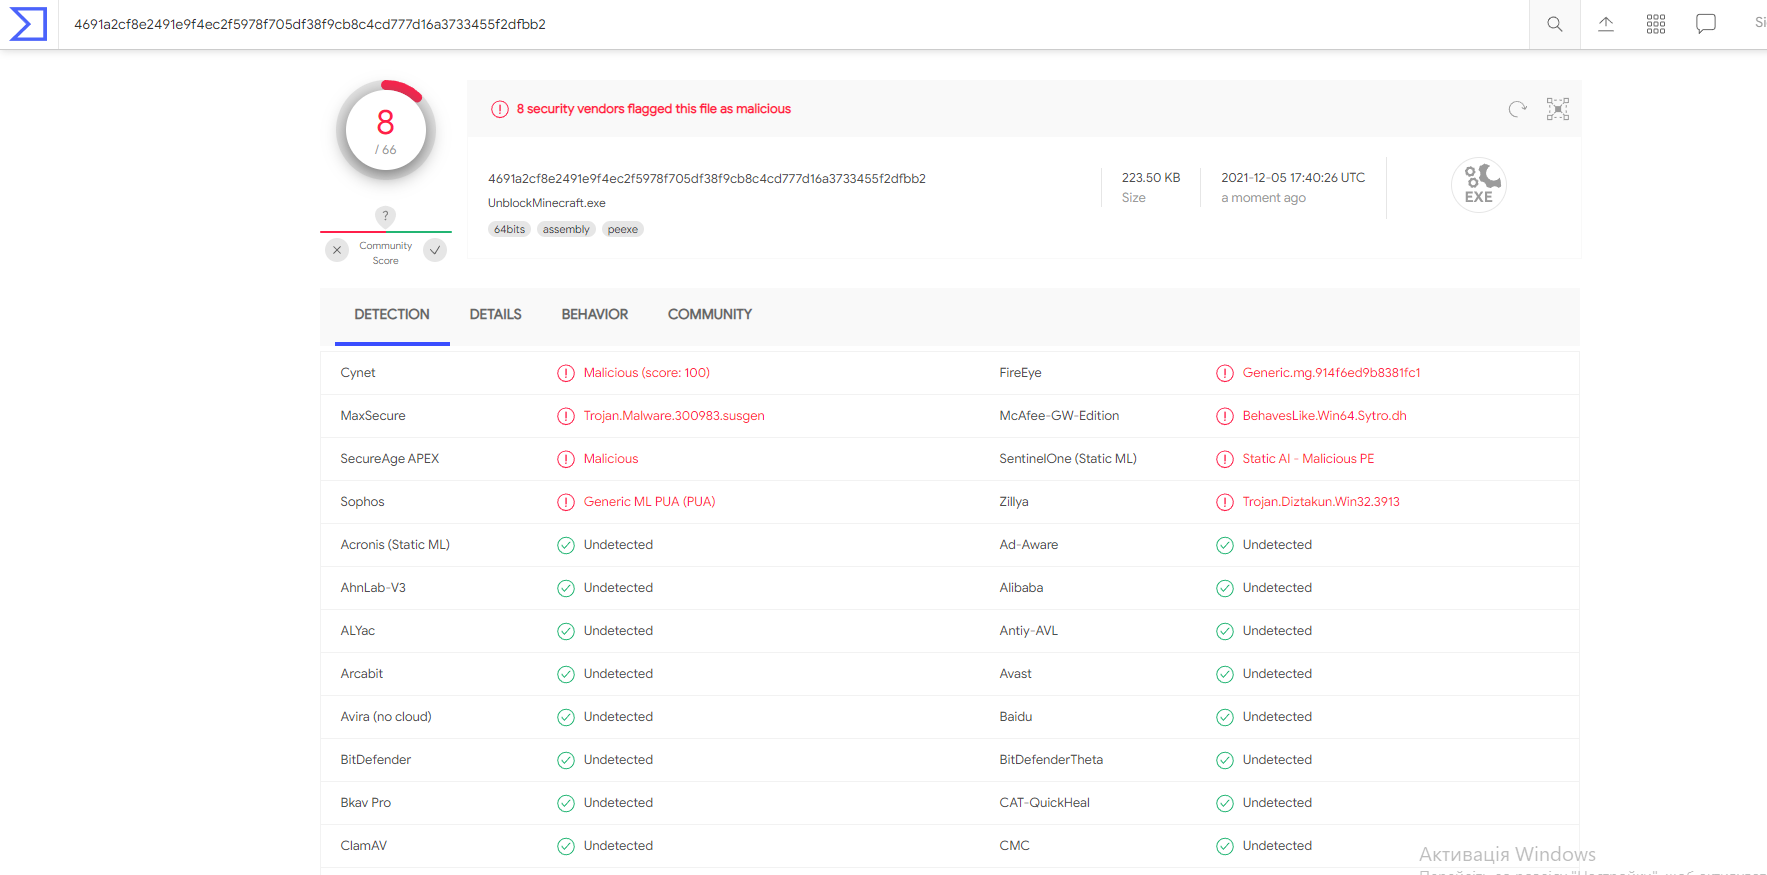 4691a2cf8e2491e9f4ec2f5978f705df38f9cb8c4cd777d16a3733455f2dfbb2
8
/ 66
?
Community
Score
8 security vendors flagged this file as malicious
4691a2cf8e2491e9f4ec2f5978f705df38f9cb8c4cd777d16a3733455f2dfbb2
UnblockMinecraft.exe
64bits assembly peexe
223.50 KB
Size
2021-12-05 17:40:26 UTC
a moment ago
EXE
DETECTION DETAILS BEHAVIOR COMMUNITY
Cynet Malicious (score: 100) FireEye Generic.mg.914f6ed9b8381fc1
MaxSecure Trojan.Malware.300983.susgen McAfee-GW-Edition BehavesLike.Win64.Sytro.dh
SecureAge APEX Malicious SentinelOne (Static ML) Static AI - Malicious PE
Sophos Generic ML PUA (PUA) Zillya Trojan.Diztakun.Win32.3913
Acronis (Static ML) Undetected Ad-Aware Undetected
AhnLab-V3 Undetected Alibaba Undetected
ALYac Undetected Antiy-AVL Undetected
Arcabit Undetected Avast Undetected
Avira (no cloud) Undetected Baidu Undetected
BitDefender Undetected BitDefenderTheta Undetected
Bkav Pro Undetected CAT-QuickHeal Undetected
ClamAV Undetected CMC Undetected
Активація Windows